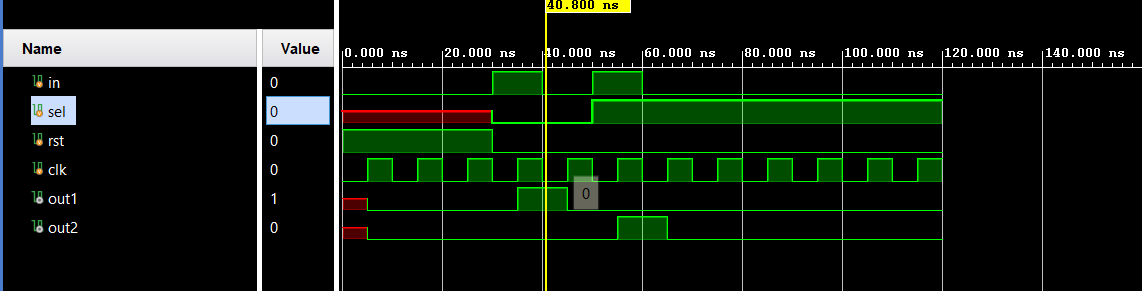 40.800 ns
Name Value 0.000 ns 20.000 ns 40.000 ns 60.000 ns 80.000 ns 100.000 ns 120.000 ns 140.000 ns
in 0
sel 0
rst 0
clk 0
out1 1 0
out2 0